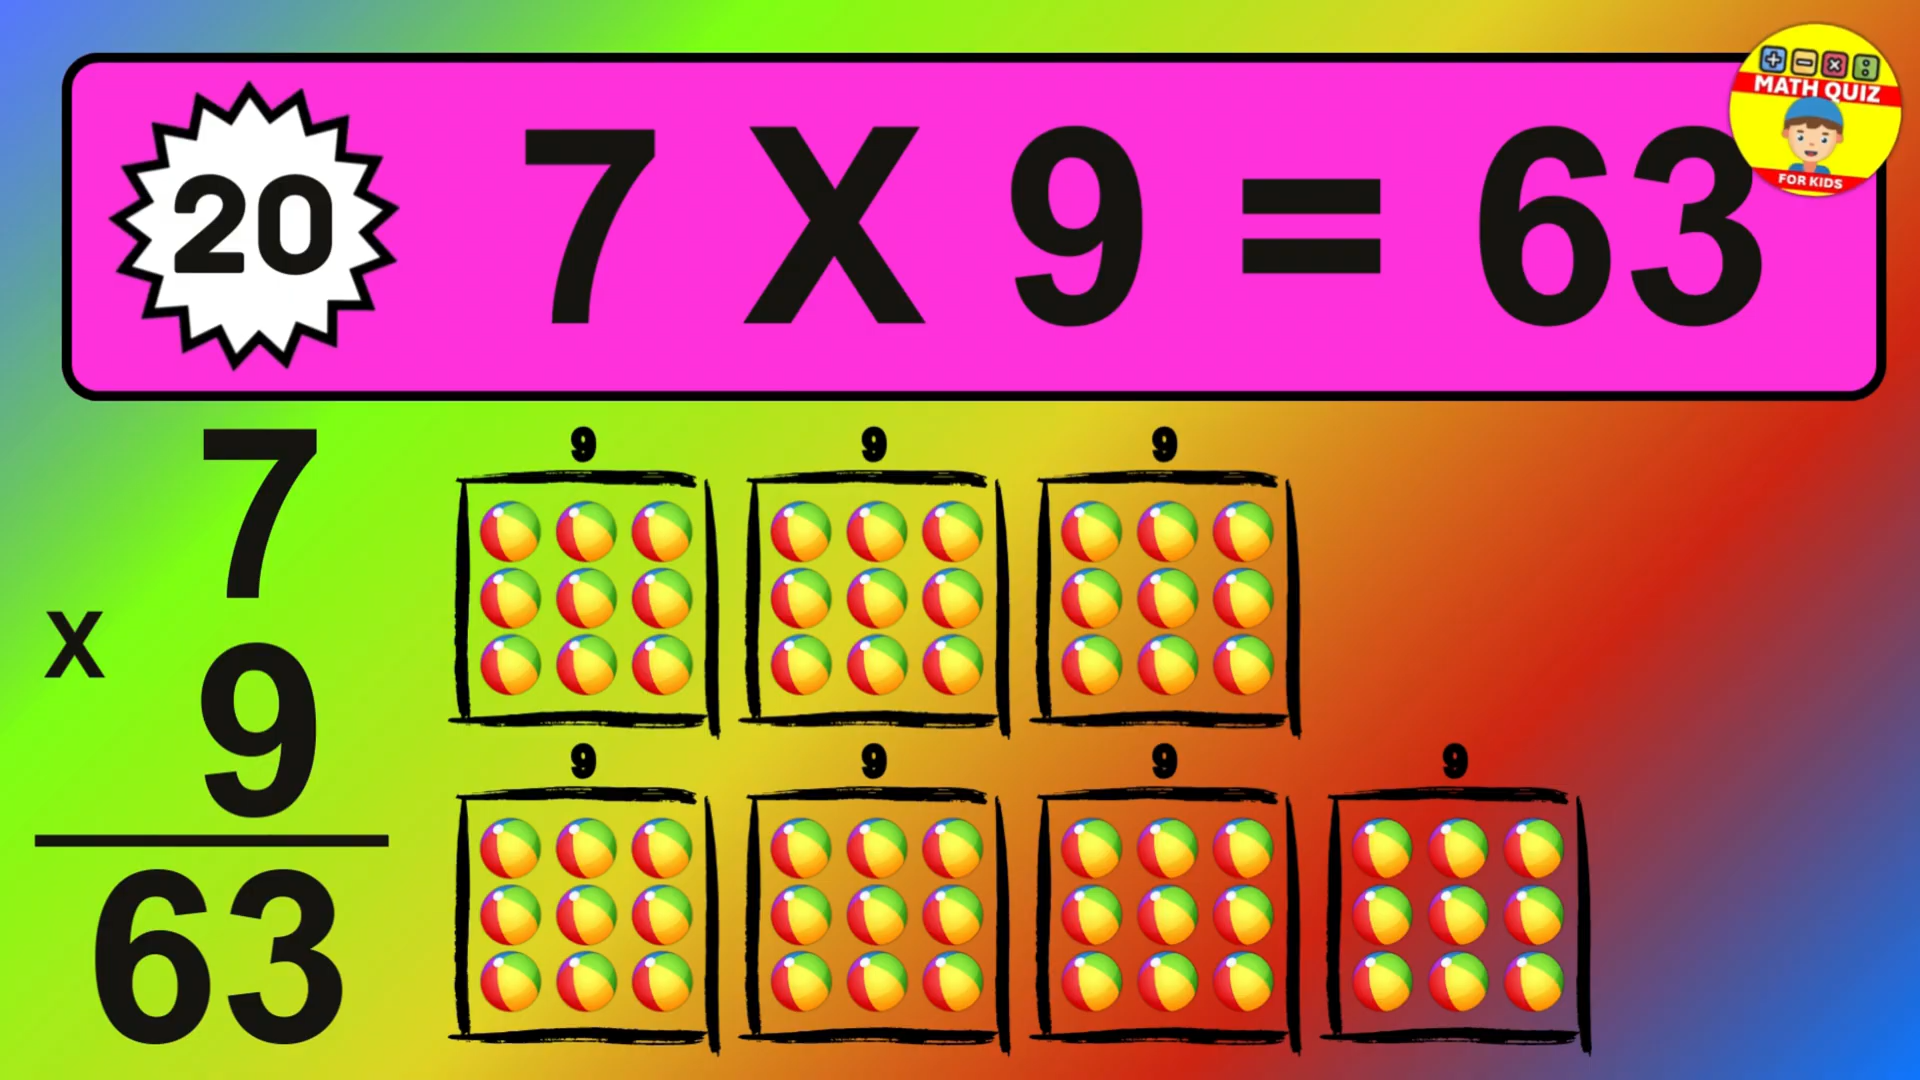 20
7 X 9 = 63
MATH QUIZ
FOR KIDS
7
x
9
63
9 9 9
9 9 9 9